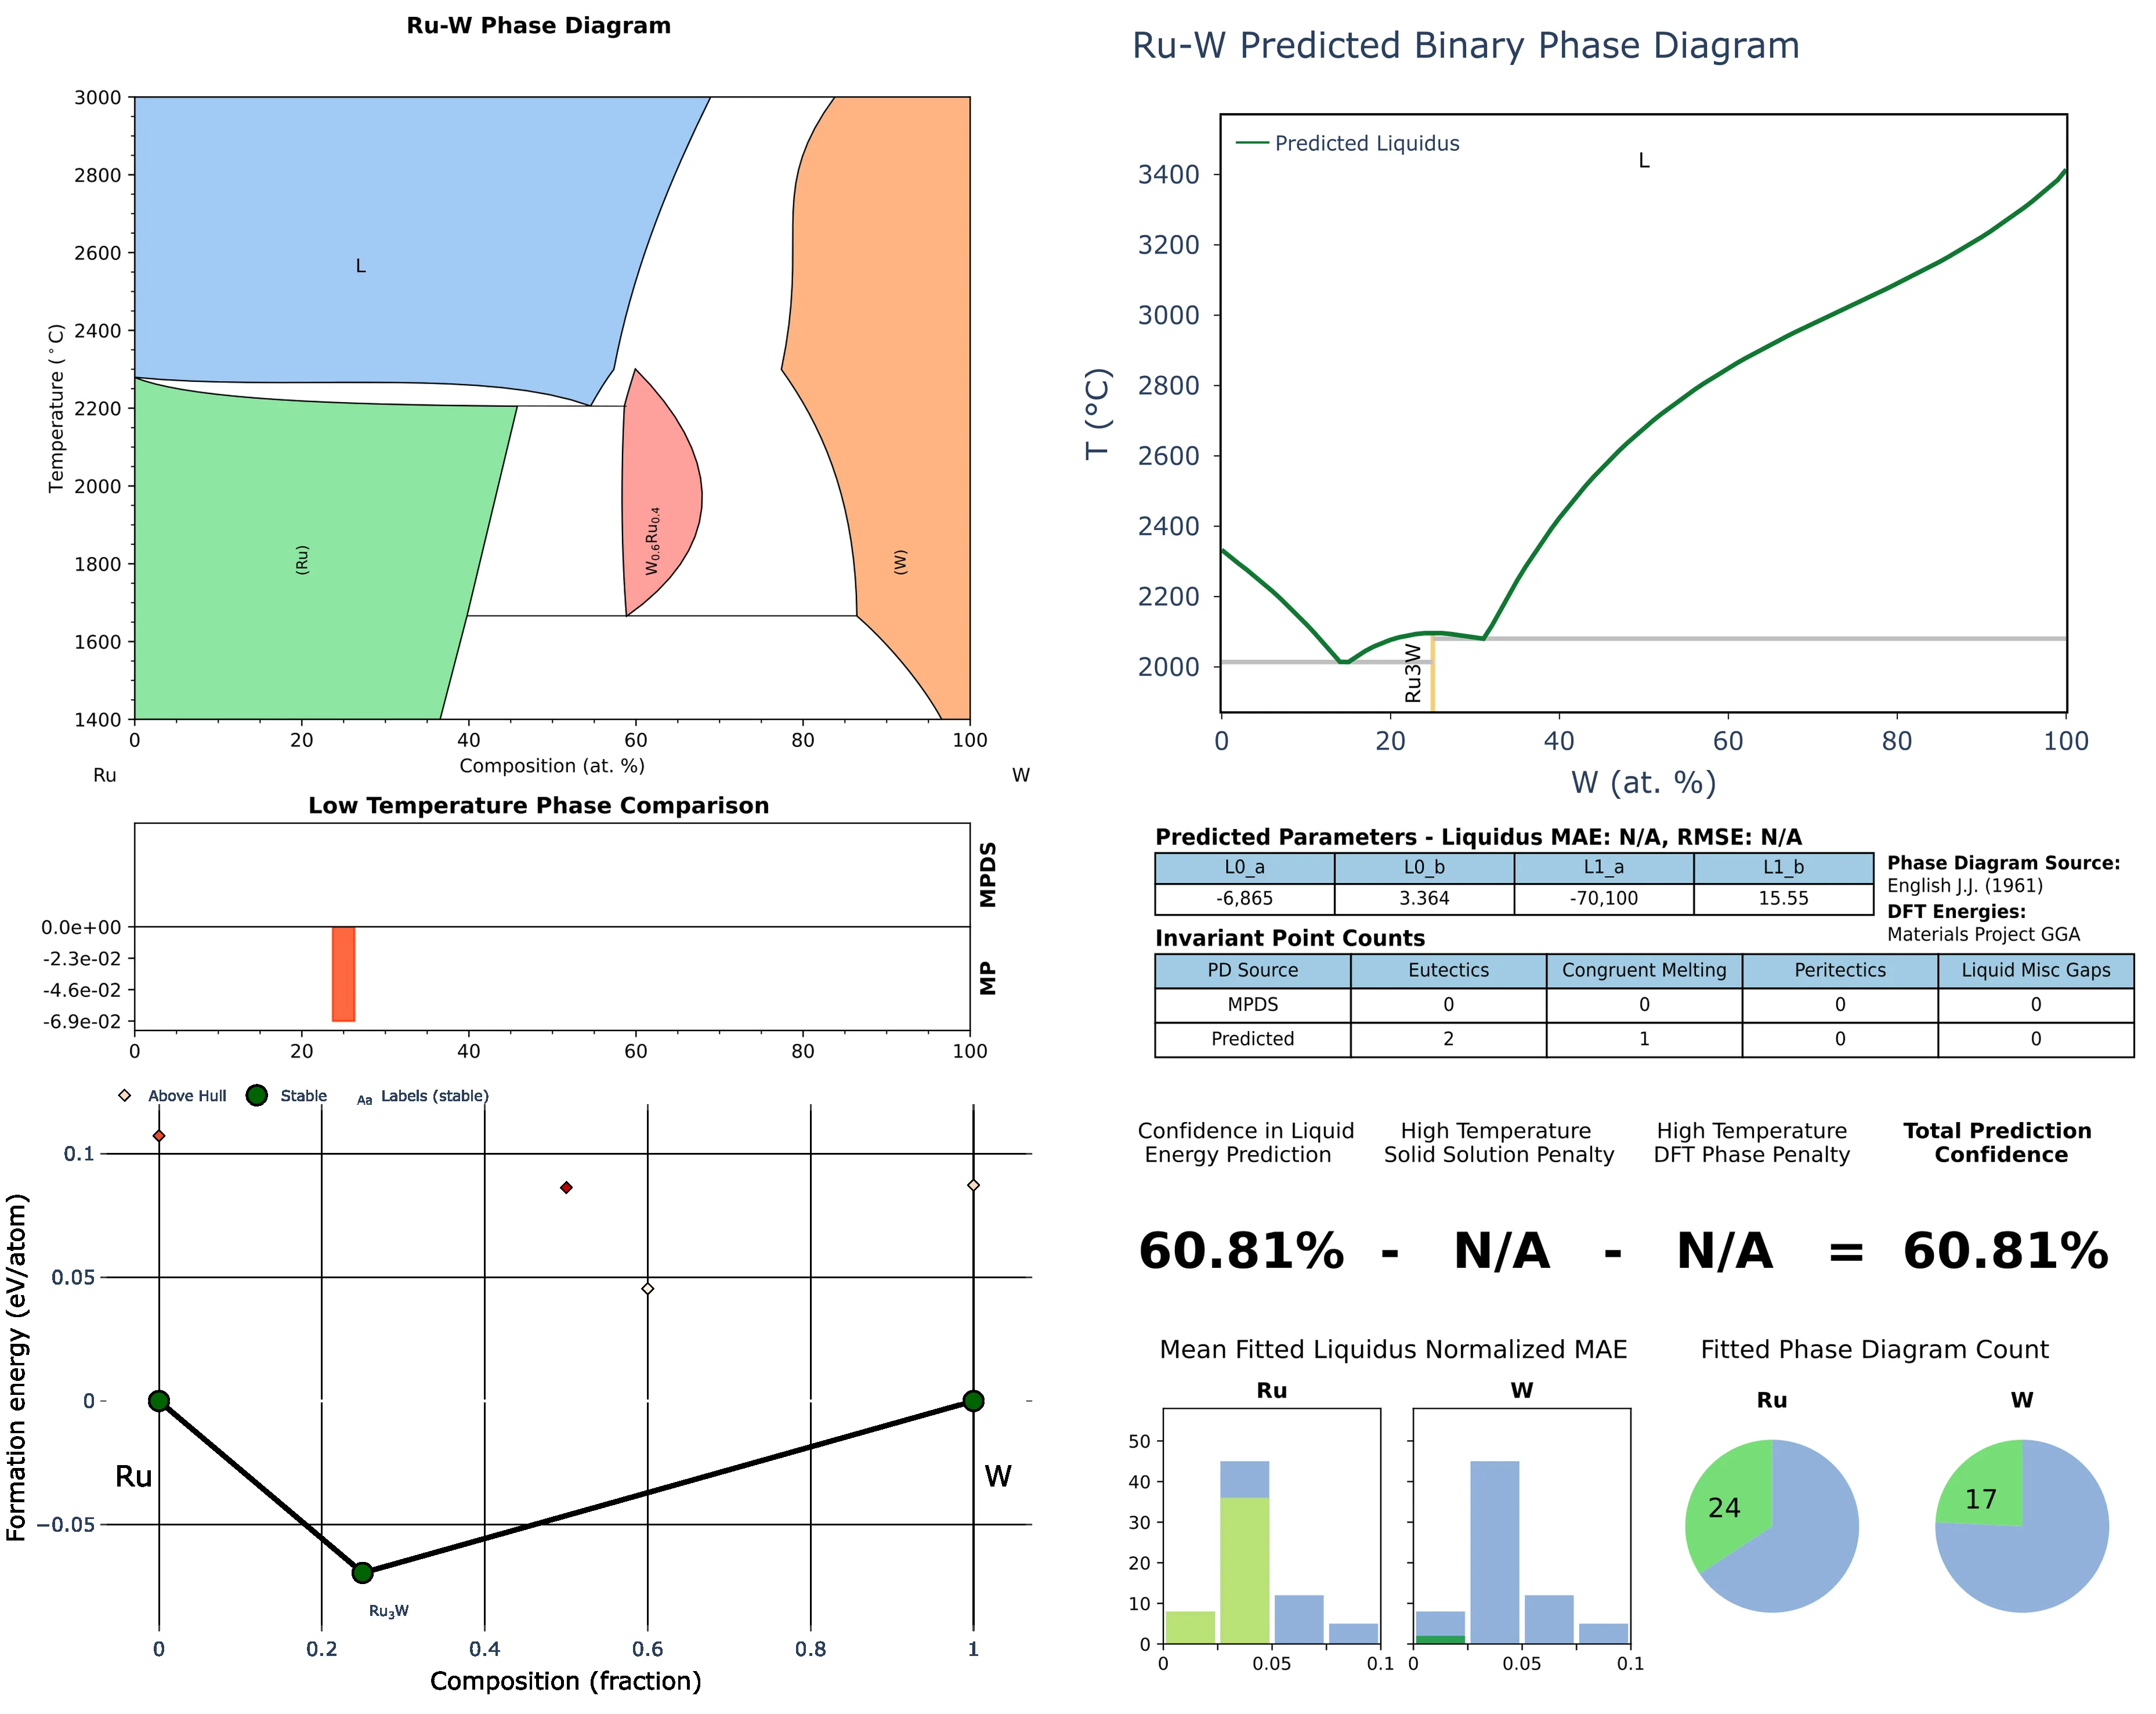 Ru-W Phase Diagram
3000
2800
2600
2400
2200
2000
1800
1600
1400
Temperature (°C)
L
(Ru)
W0.6Ru0.4
(W)
0 20 40 60 80 100
Composition (at. %)
Ru W
Low Temperature Phase Comparison
MPDS
MP
0.0e+00
-2.3e-02
-4.6e-02
-6.9e-02
0 20 40 60 80 100
Above Hull Stable Aa Labels (stable)
0.1
0.05
0
−0.05
Formation energy (eV/atom)
Ru W
Ru3W
0 0.2 0.4 0.6 0.8 1
Composition (fraction)
Ru-W Predicted Binary Phase Diagram
Predicted Liquidus
L
3400
3200
3000
2800
2600
2400
2200
2000
T (°C)
Ru3W
0 20 40 60 80 100
W (at. %)
Predicted Parameters - Liquidus MAE: N/A, RMSE: N/A
L0_a L0_b L1_a L1_b
-6,865 3.364 -70,100 15.55
Phase Diagram Source:
English J.J. (1961)
DFT Energies:
Materials Project GGA
Invariant Point Counts
PD Source Eutectics Congruent Melting Peritectics Liquid Misc Gaps
MPDS 0 0 0 0
Predicted 2 1 0 0
Confidence in Liquid
Energy Prediction
High Temperature
Solid Solution Penalty
High Temperature
DFT Phase Penalty
Total Prediction
Confidence
60.81% - N/A - N/A = 60.81%
Mean Fitted Liquidus Normalized MAE
Ru W
50
40
30
20
10
0
0 0.05 0.1 0 0.05 0.1
Fitted Phase Diagram Count
Ru W
24 17